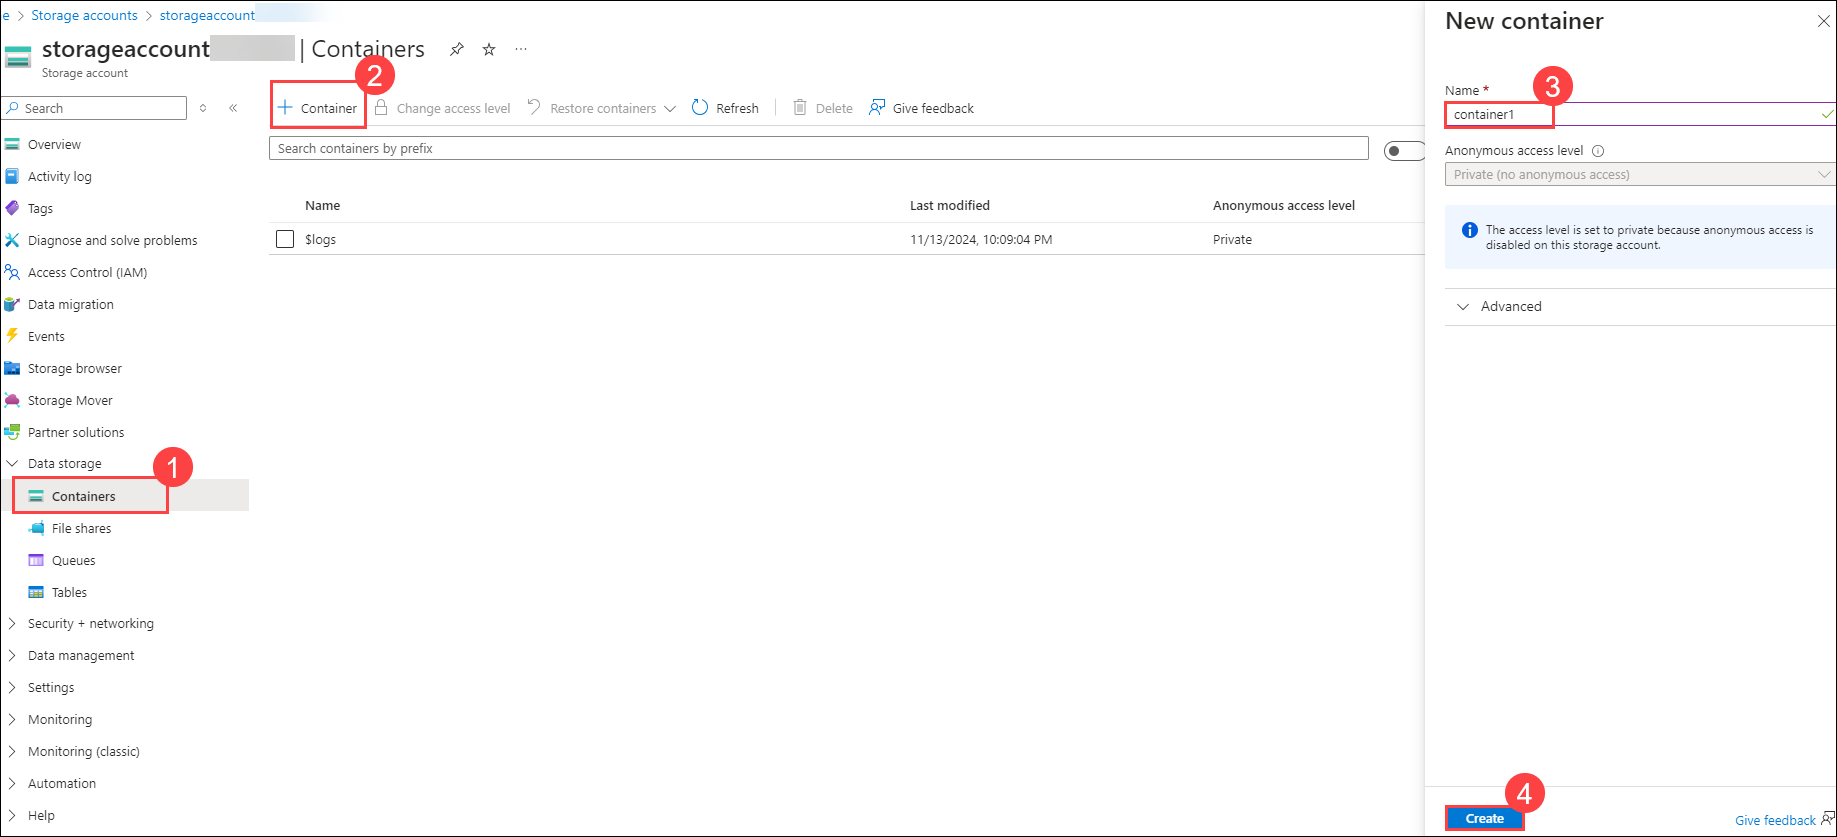 e > Storage accounts > storageaccount
storageaccount | Containers
Storage account
Search
Overview
Activity log
Tags
Diagnose and solve problems
Access Control (IAM)
Data migration
Events
Storage browser
Storage Mover
Partner solutions
Data storage
1
Containers
File shares
Queues
Tables
Security + networking
Data management
Settings
Monitoring
Monitoring (classic)
Automation
Help
2
+ Container Change access level Restore containers Refresh Delete Give feedback
Search containers by prefix
Name Last modified Anonymous access level
$logs 11/13/2024, 10:09:04 PM Private
New container
3
Name *
container1
Anonymous access level
Private (no anonymous access)
The access level is set to private because anonymous access is
disabled on this storage account.
Advanced
4
Create
Give feedback